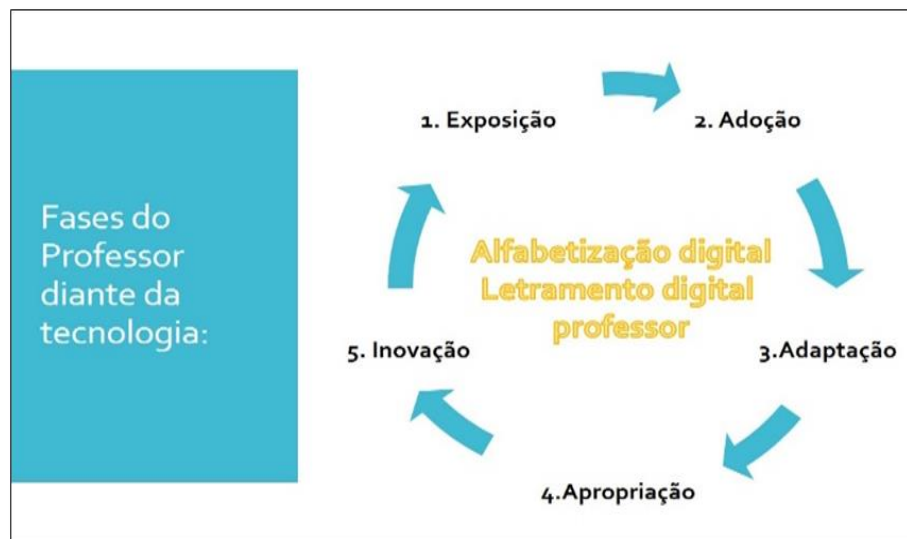 Fases do
Professor
diante da
tecnologia:
1. Exposição
2. Adoção
Alfabetização digital
Letramento digital
professor
3.Adaptação
4.Apropriação
5. Inovação